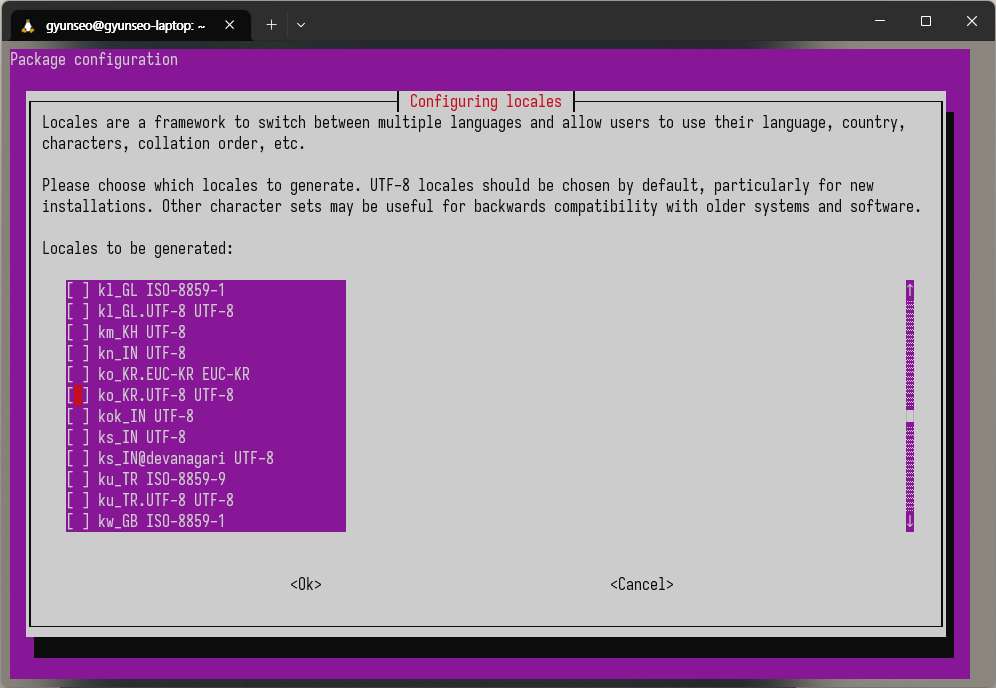 gyunseo@gyunseo-laptop: ~
Package configuration
Configuring locales
Locales are a framework to switch between multiple languages and allow users to use their language, country,
characters, collation order, etc.
Please choose which locales to generate. UTF-8 locales should be chosen by default, particularly for new
installations. Other character sets may be useful for backwards compatibility with older systems and software.
Locales to be generated:
[ ] kl_GL ISO-8859-1
[ ] kl_GL.UTF-8 UTF-8
[ ] km_KH UTF-8
[ ] kn_IN UTF-8
[ ] ko_KR.EUC-KR EUC-KR
[ ] ko_KR.UTF-8 UTF-8
[ ] kok_IN UTF-8
[ ] ks_IN UTF-8
[ ] ks_IN@devanagari UTF-8
[ ] ku_TR ISO-8859-9
[ ] ku_TR.UTF-8 UTF-8
[ ] kw_GB ISO-8859-1
<Ok> <Cancel>